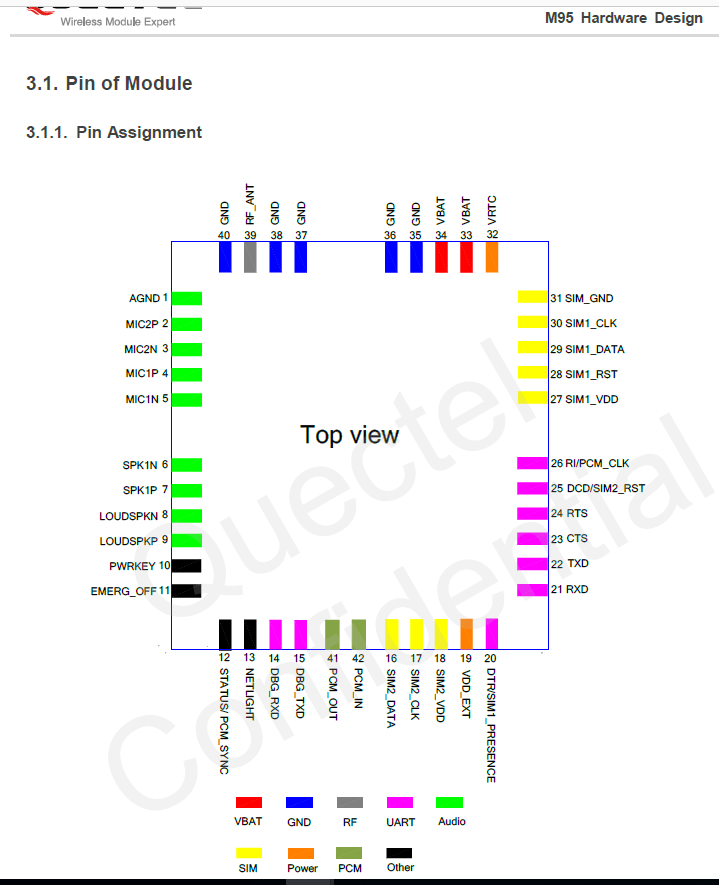 Wireless Module Expert
M95 Hardware Design
3.1. Pin of Module
3.1.1. Pin Assignment
40 GND
39 RF_ANT
38 GND
37 GND
36 GND
35 GND
34 VBAT
33 VBAT
32 VRTC
AGND 1
MIC2P 2
MIC2N 3
MIC1P 4
MIC1N 5
SPK1N 6
SPK1P 7
LOUDSPKN 8
LOUDSPKP 9
PWRKEY 10
EMERG_OFF 11
Top view
31 SIM_GND
30 SIM1_CLK
29 SIM1_DATA
28 SIM1_RST
27 SIM1_VDD
26 RI/PCM_CLK
25 DCD/SIM2_RST
24 RTS
23 CTS
22 TXD
21 RXD
12 STATUS/ PCM_SYNC
13 NETLIGHT
14 DBG_RXD
15 DBG_TXD
41 PCM_OUT
42 PCM_IN
16 SIM2_DATA
17 SIM2_CLK
18 SIM2_VDD
19 VDD_EXT
20 DTR/SIM1_PRESENCE
Quectel
Confidential
VBAT GND RF UART Audio
SIM Power PCM Other